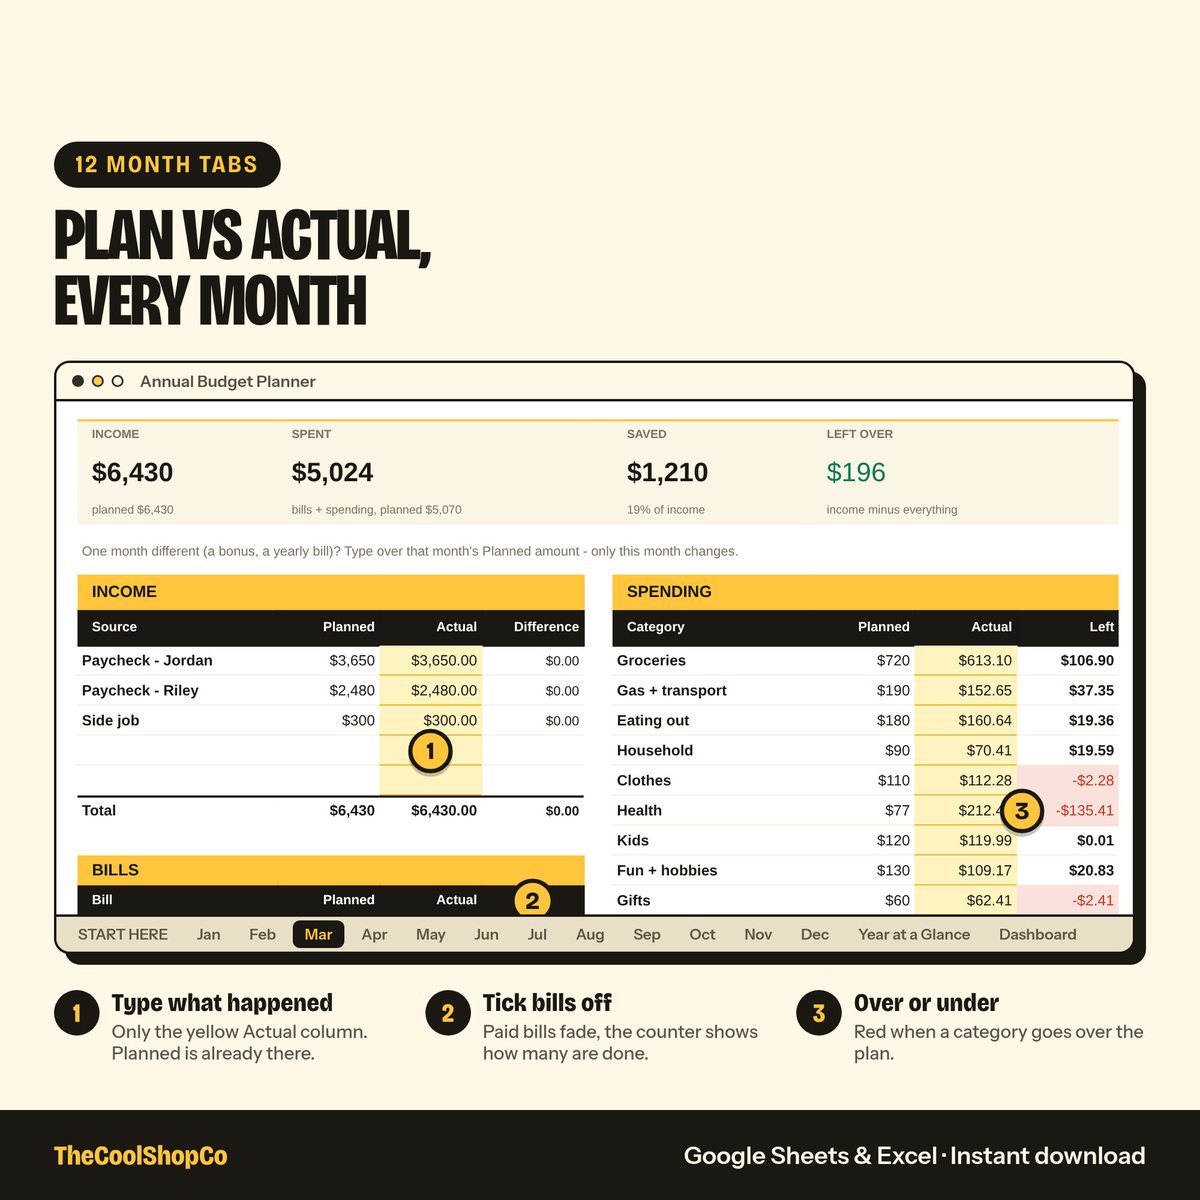 12 MONTH TABS
PLAN VS ACTUAL,
EVERY MONTH
Annual Budget Planner
INCOME SPENT SAVED LEFT OVER
$6,430 $5,024 $1,210 $196
planned $6,430 bills + spending, planned $5,070 19% of income income minus everything
One month different (a bonus, a yearly bill)? Type over that month's Planned amount - only this month changes.
INCOME
Source Planned Actual Difference
Paycheck - Jordan $3,650 $3,650.00 $0.00
Paycheck - Riley $2,480 $2,480.00 $0.00
Side job $300 $300.00 $0.00
1
Total $6,430 $6,430.00 $0.00
BILLS
Bill Planned Actual 2
SPENDING
Category Planned Actual Left
Groceries $720 $613.10 $106.90
Gas + transport $190 $152.65 $37.35
Eating out $180 $160.64 $19.36
Household $90 $70.41 $19.59
Clothes $110 $112.28 -$2.28
Health $77 3 -$135.41
Kids $120 $119.99 $0.01
Fun + hobbies $130 $109.17 $20.83
Gifts $60 $62.41 -$2.41
START HERE Jan Feb Mar Apr May Jun Jul Aug Sep Oct Nov Dec Year at a Glance Dashboard
1 Type what happened
Only the yellow Actual column.
Planned is already there.
2 Tick bills off
Paid bills fade, the counter shows
how many are done.
3 Over or under
Red when a category goes over the
plan.
TheCoolShopCo
Google Sheets & Excel · Instant download